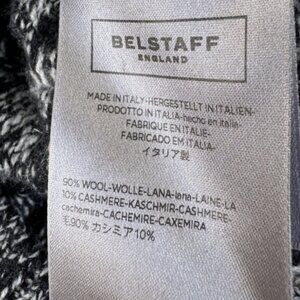 BELSTAFF
ENGLAND
MADE IN ITALY-HERGESTELLT IN ITALIEN-
PRODOTTO IN ITALIA-hecho en italia-
FABRIQUE EN ITALIE-
FABRICADO EM ITALIA-
イタリア製
90% WOOL-WOLLE-LANA-lana-LAINE-LA
10% CASHMERE-KASCHMIR-CASHMERE-
cachemira-CACHEMIRE-CAXEMIRA
毛90% カシミア10%